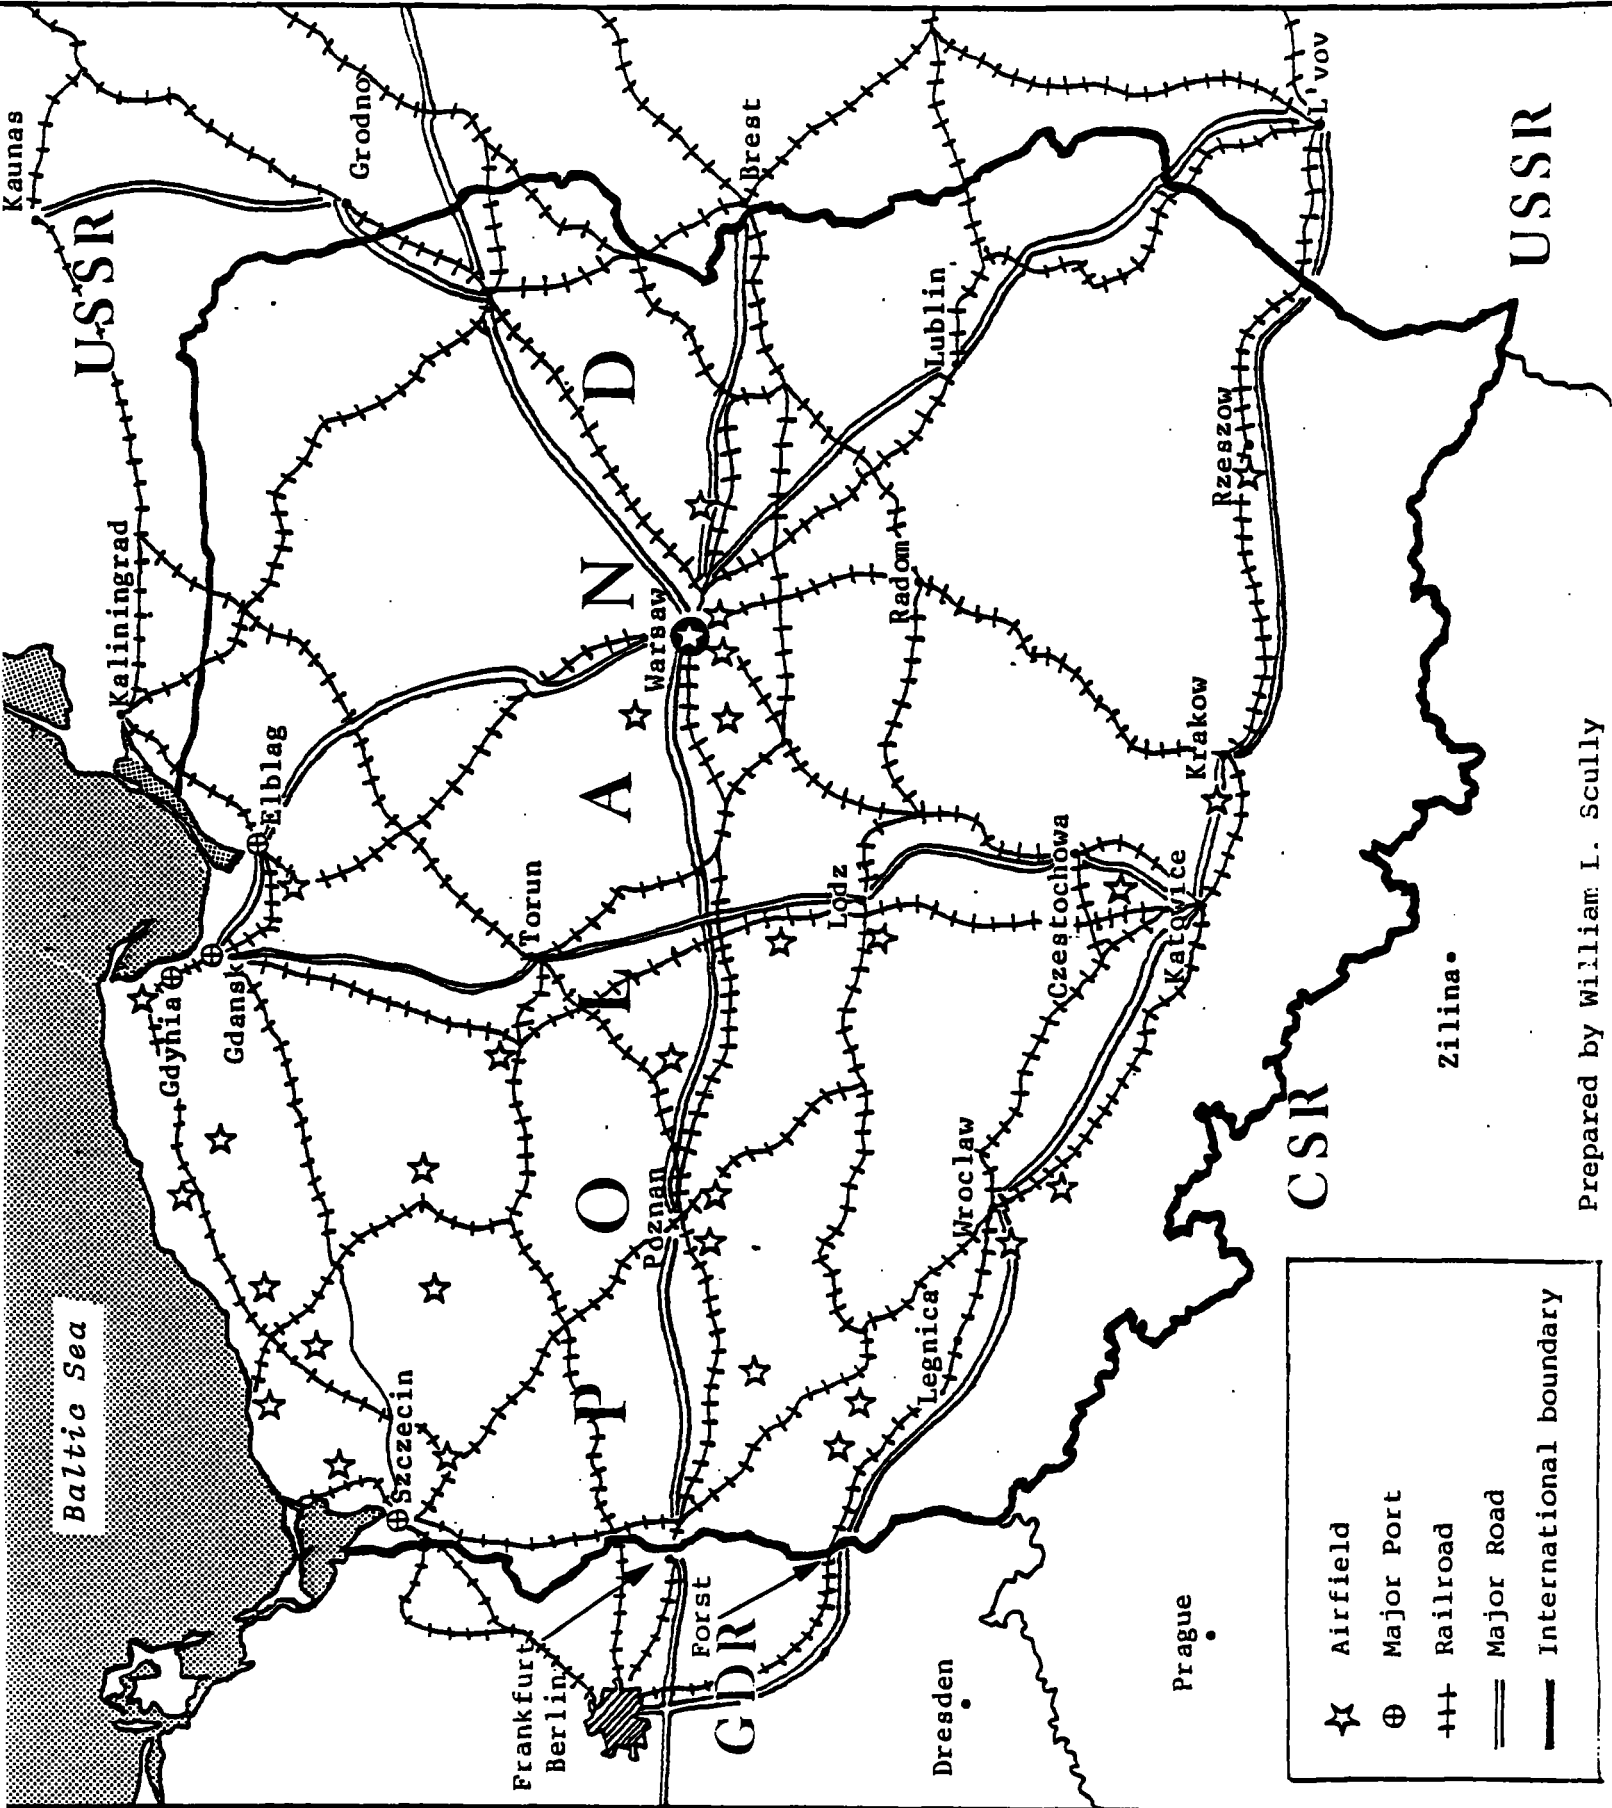 Baltic Sea
USSR
Kaunas
Kaliningrad
Grodno
Elblag
Gdynia
Gdansk
Szczecin
Torun
Warsaw
Brest
POLAND
Poznan
Frankfurt
Berlin
Forst
GDR
Lodz
Radom
Lublin
Wroclaw
Legnica
Czestochowa
Katowice
Krakow
Rzeszow
L'vov
USSR
Dresden
Prague
CSR
Zilina
Airfield
Major Port
Railroad
Major Road
International boundary
Prepared by William L. Scully